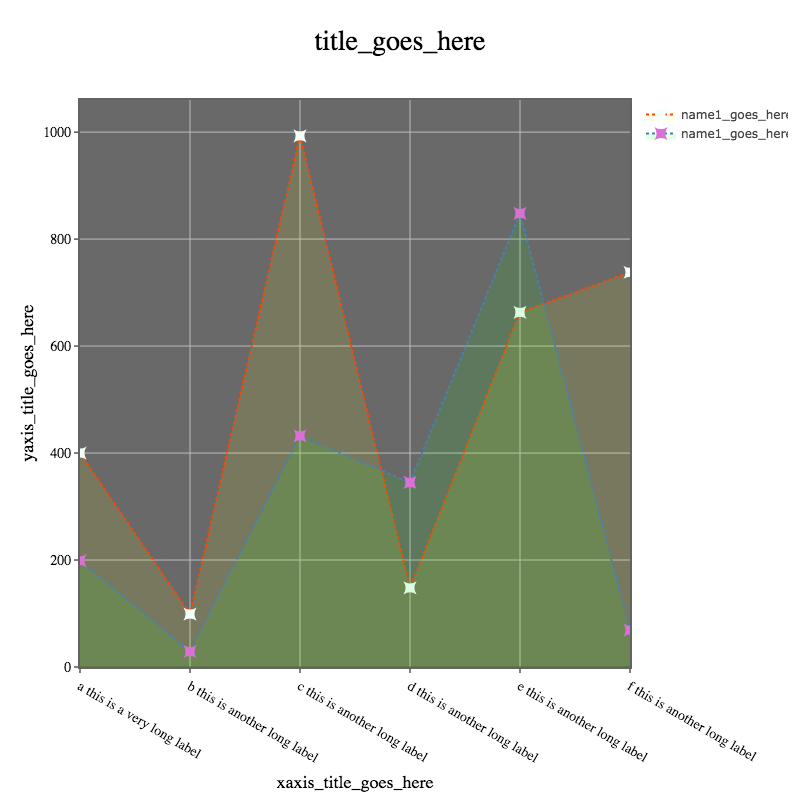 title_goes_here
name1_goes_here
name1_goes_here
1000
800
600
400
200
0
yaxis_title_goes_here
a this is a very long label
b this is another long label
c this is another long label
d this is another long label
e this is another long label
f this is another long label
xaxis_title_goes_here